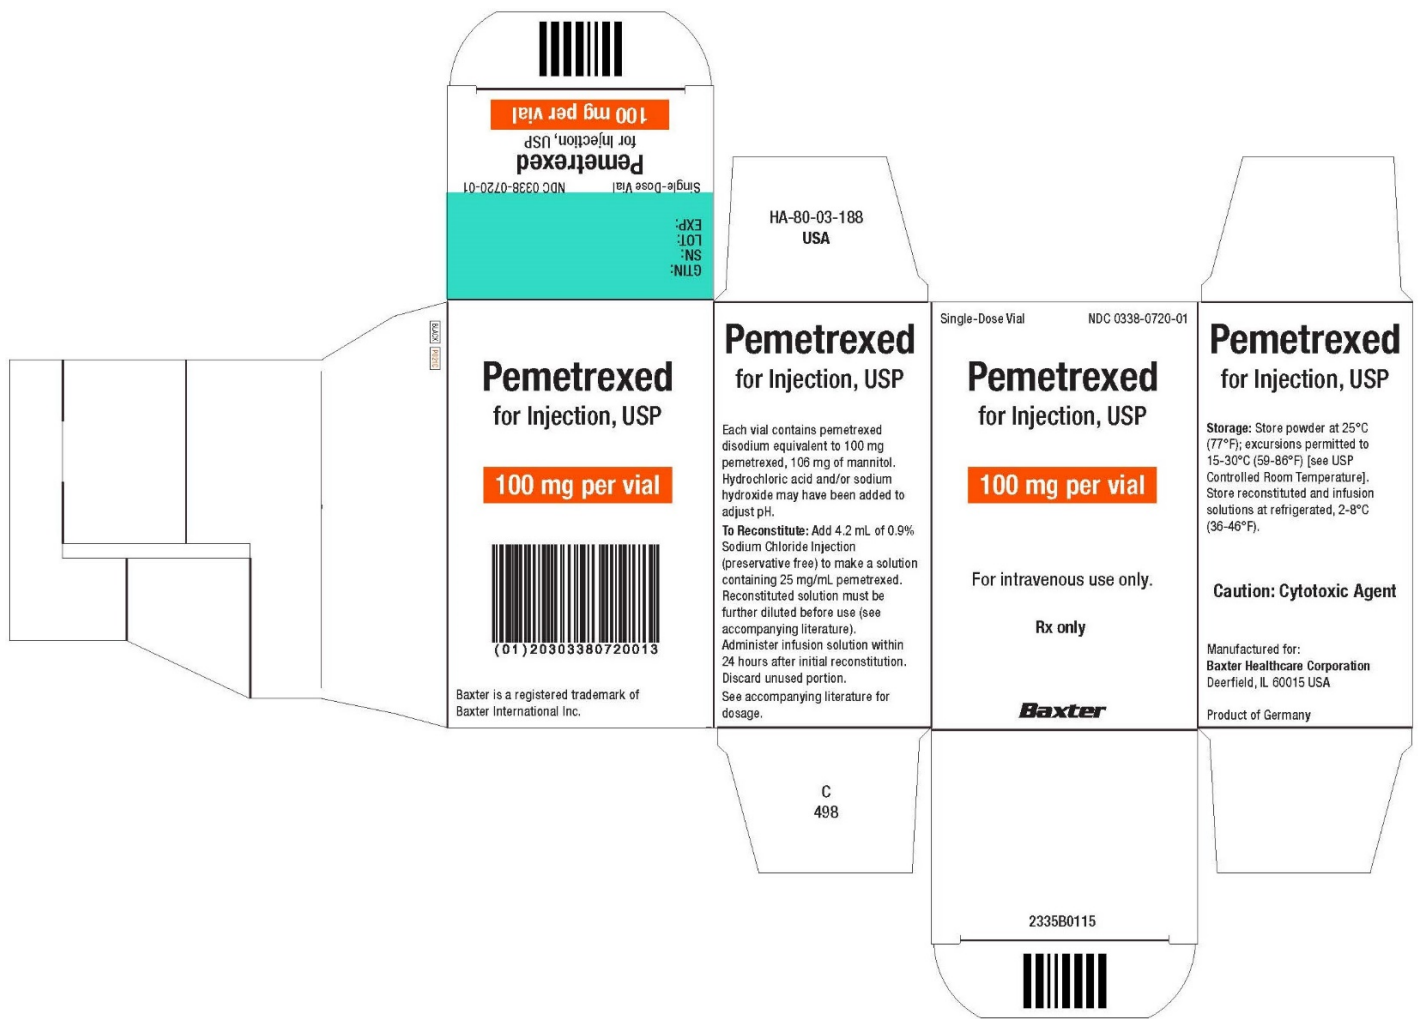 100 mg per vial
for Injection, USP
Pemetrexed
Single-Dose Vial NDC 0338-0720-01
EXP:
LOT:
SN:
GTIN:
BLACK
Pemetrexed
for Injection, USP
100 mg per vial
(01)20303380720013
Baxter is a registered trademark of
Baxter International Inc.
HA-80-03-188
USA
Pemetrexed
for Injection, USP
Each vial contains pemetrexed
disodium equivalent to 100 mg
pemetrexed, 106 mg of mannitol.
Hydrochloric acid and/or sodium
hydroxide may have been added to
adjust pH.
To Reconstitute: Add 4.2 mL of 0.9%
Sodium Chloride Injection
(preservative free) to make a solution
containing 25 mg/mL pemetrexed.
Reconstituted solution must be
further diluted before use (see
accompanying literature).
Administer infusion solution within
24 hours after initial reconstitution.
Discard unused portion.
See accompanying literature for
dosage.
C
498
Single-Dose Vial NDC 0338-0720-01
Pemetrexed
for Injection, USP
100 mg per vial
For intravenous use only.
Rx only
Baxter
2335B0115
Pemetrexed
for Injection, USP
Storage: Store powder at 25°C
(77°F); excursions permitted to
15-30°C (59-86°F) [see USP
Controlled Room Temperature].
Store reconstituted and infusion
solutions at refrigerated, 2-8°C
(36-46°F).
Caution: Cytotoxic Agent
Manufactured for:
Baxter Healthcare Corporation
Deerfield, IL 60015 USA
Product of Germany